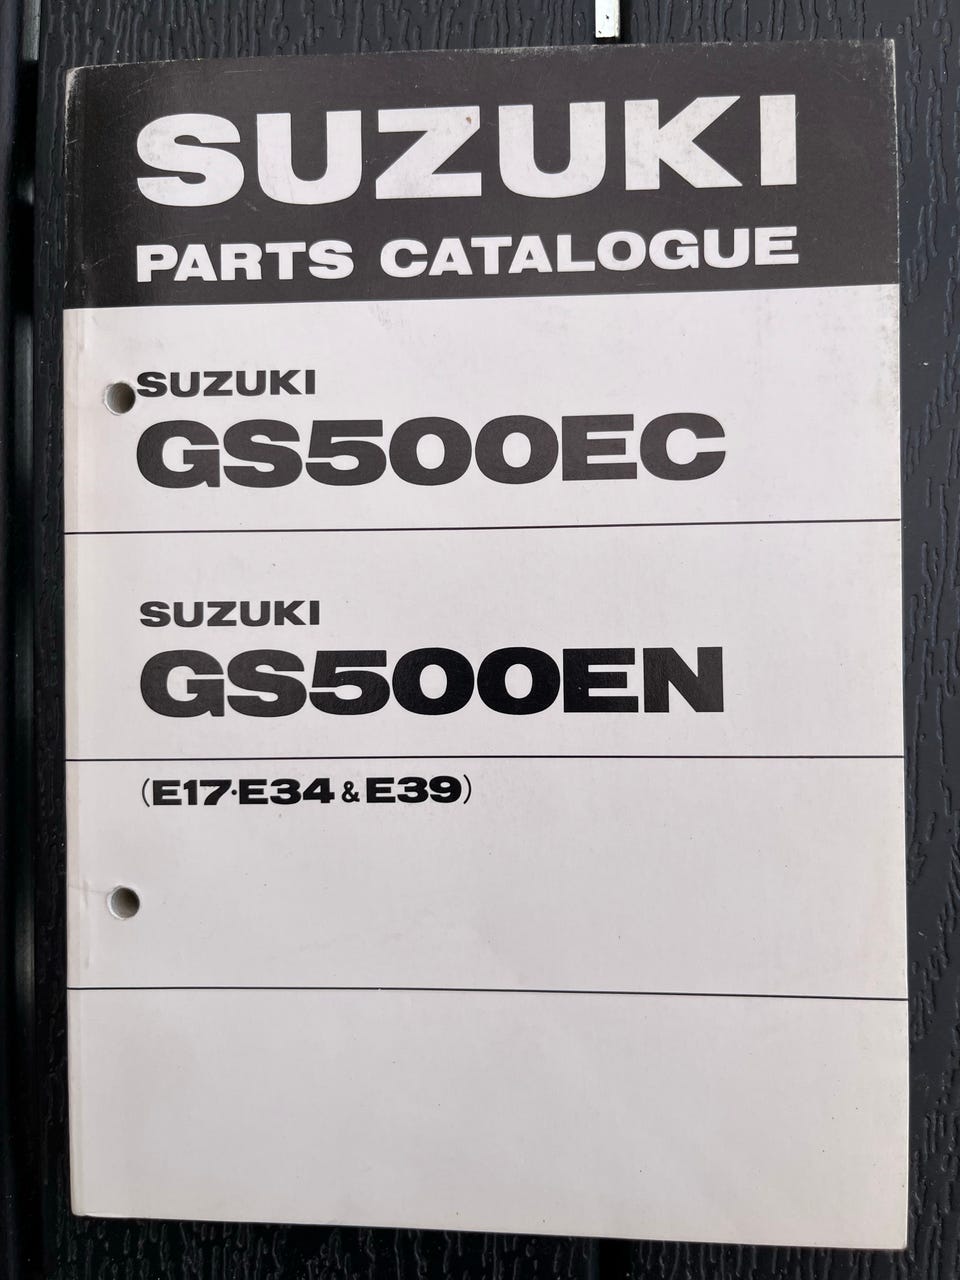 SUZUKI
PARTS CATALOGUE
SUZUKI
GS500EC
SUZUKI
GS500EN
(E17·E34 & E39)